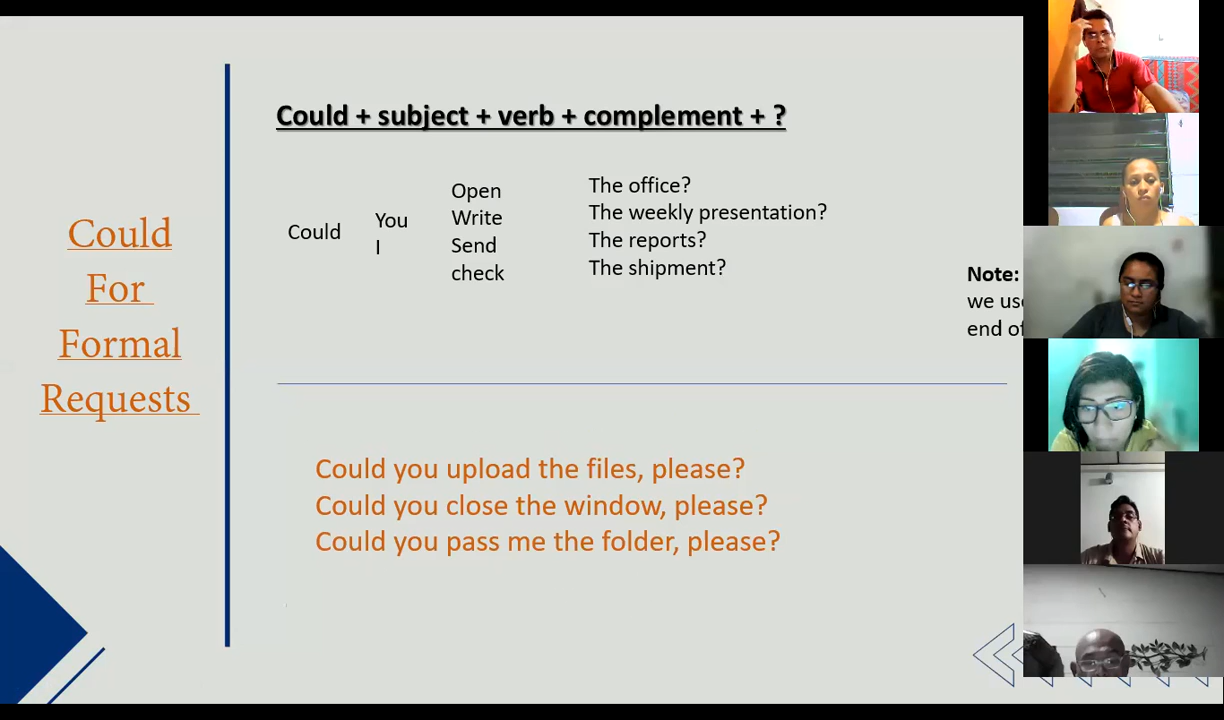 Could
For
Formal
Requests
Could + subject + verb + complement + ?
Could
You
I
Open
Write
Send
check
The office?
The weekly presentation?
The reports?
The shipment?
Note:
we
end
Could you upload the files, please?
Could you close the window, please?
Could you pass me the folder, please?